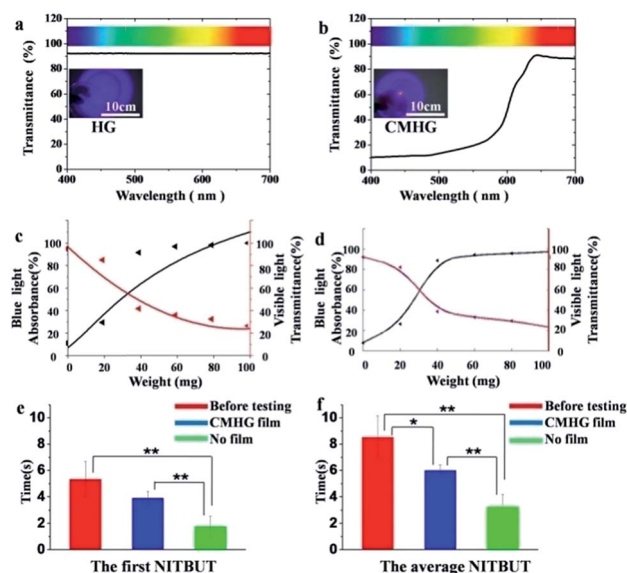 a
120
100
80
60
40
20
0
Transmittance (%)
10cm
HG
400 450 500 550 600 650 700
Wavelength ( nm )
b
120
100
80
60
40
20
0
Transmittance (%)
10cm
CMHG
400 450 500 550 600 650 700
Wavelength ( nm )
c
100
80
60
40
20
0
Blue light
Absorbance(%)
100
80
60
40
20
0
Visible light
Transmittance(%)
0 20 40 60 80 100
Weight (mg)
d
100
80
60
40
20
0
Blue light
Absorbance(%)
100
80
60
40
20
0
Visible light
Transmittance(%)
0 20 40 60 80 100
Weight (mg)
e
10
8
6
4
2
0
Time(s)
Before testing
CMHG film
No film
**
**
The first NITBUT
f
10
8
6
4
2
0
Time(s)
Before testing
CMHG film
No film
**
*
**
The average NITBUT